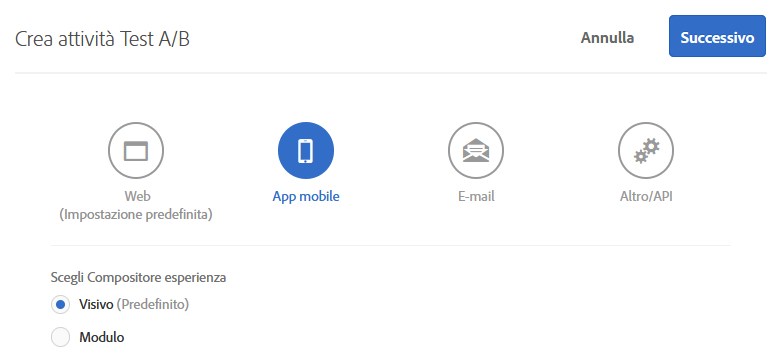 Crea attività Test A/B
Annulla
Successivo
Web
(Impostazione predefinita)
App mobile
E-mail
Altro/API
Scegli Compositore esperienza
Visivo (Predefinito)
Modulo